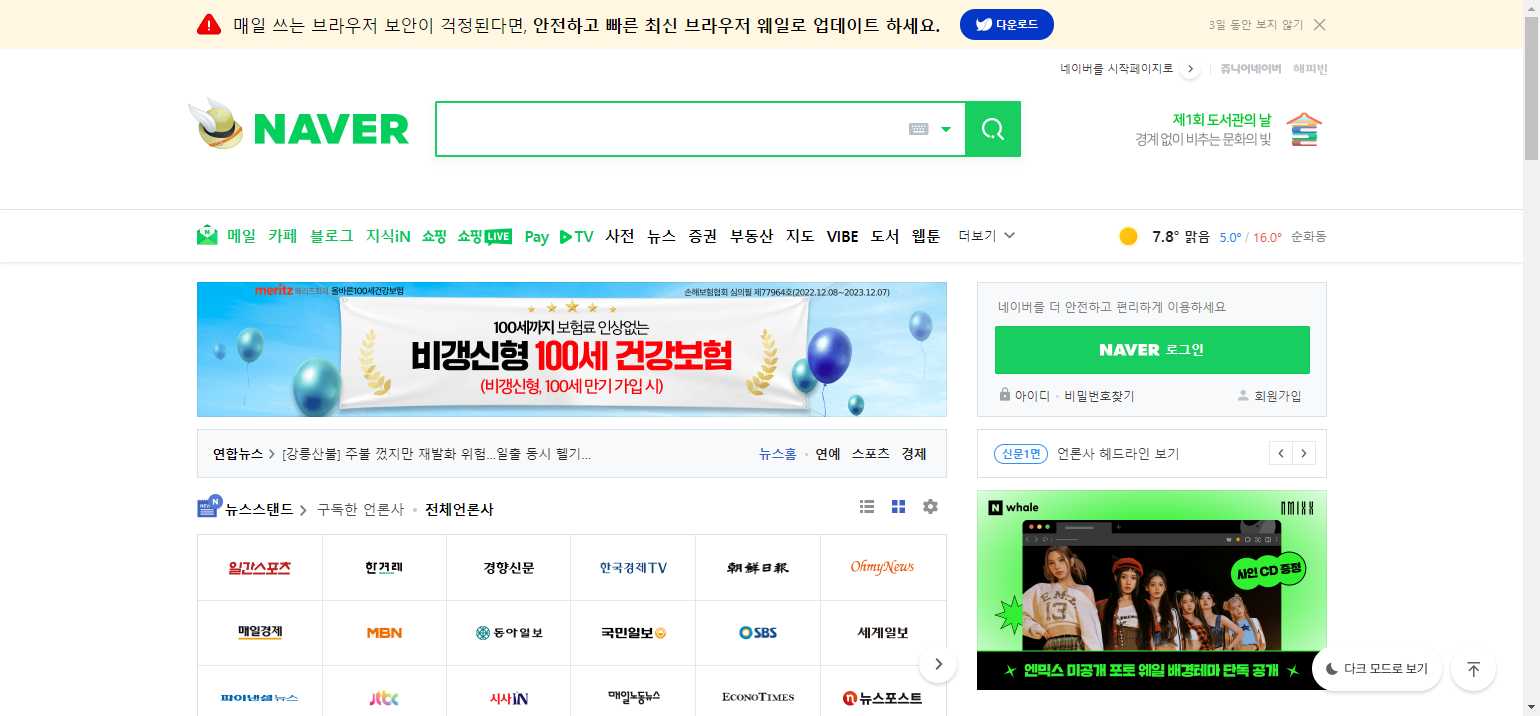 매일 쓰는 브라우저 보안이 걱정된다면, 안전하고 빠른 최신 브라우저 웨일로 업데이트 하세요. 다운로드 3일 동안 보지 않기
네이버를 시작페이지로 쥬니어네이버 해피빈
NAVER
제1회 도서관의 날
경계 없이 비추는 문화의 빛
메일 카페 블로그 지식iN 쇼핑 쇼핑LIVE Pay TV 사전 뉴스 증권 부동산 지도 VIBE 도서 웹툰 더보기 7.8° 맑음 5.0° / 16.0° 순화동
meritz 메리츠화재 올바른100세건강보험 손해보험협회 심의필 제77964호(2022.12.08~2023.12.07)
100세까지 보험료 인상없는
비갱신형 100세 건강보험
(비갱신형, 100세 만기 가입 시)
네이버를 더 안전하고 편리하게 이용하세요
NAVER 로그인
아이디 · 비밀번호찾기 회원가입
연합뉴스 > [강릉산불] 주불 껐지만 재발화 위험…일출 동시 헬기... 뉴스홈 · 연예 스포츠 경제
신문1면 언론사 헤드라인 보기
NEW N 뉴스스탠드 > 구독한 언론사 · 전체언론사
일간스포츠 한겨레 경향신문 한국경제TV 朝鮮日報 OhmyNews
매일경제 MBN 동아일보 국민일보 SBS 세계일보
파이낸셜뉴스 jtbc 시사IN 매일노동뉴스 ECONOTIMES 뉴스포스트
N whale NMIXX
사인 CD 증정
엔믹스 미공개 포토 웨일 배경테마 단독 공개
다크 모드로 보기